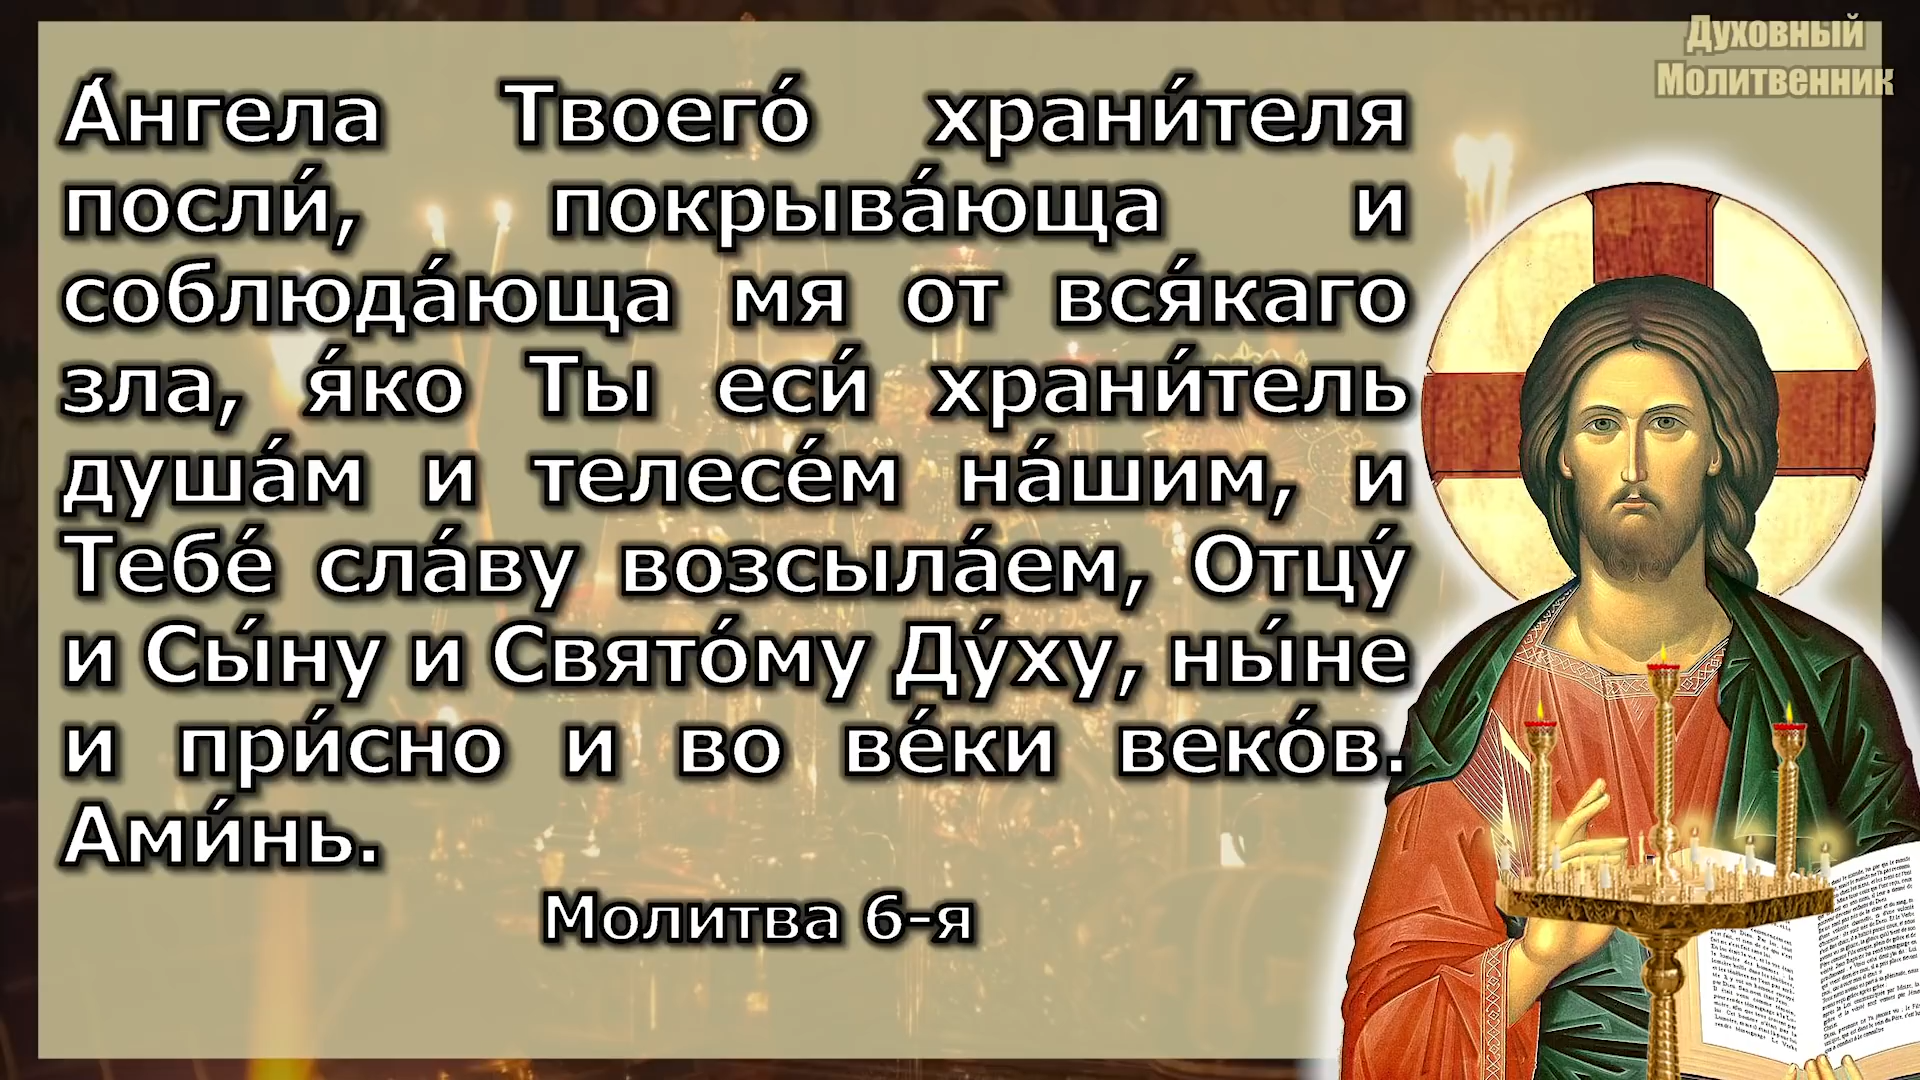 Духовный
Молитвенник
А́нгела Твоего́ храни́теля
посли́, покрыва́юща и
соблюда́юща мя от вся́каго
зла, я́ко Ты еси́ храни́тель
душа́м и телесе́м на́шим, и
Тебе́ сла́ву возсыла́ем, Отцу́
и Сы́ну и Свято́му Ду́ху, ны́не
и при́сно и во ве́ки веко́в.
Ами́нь.
Молитва 6-я